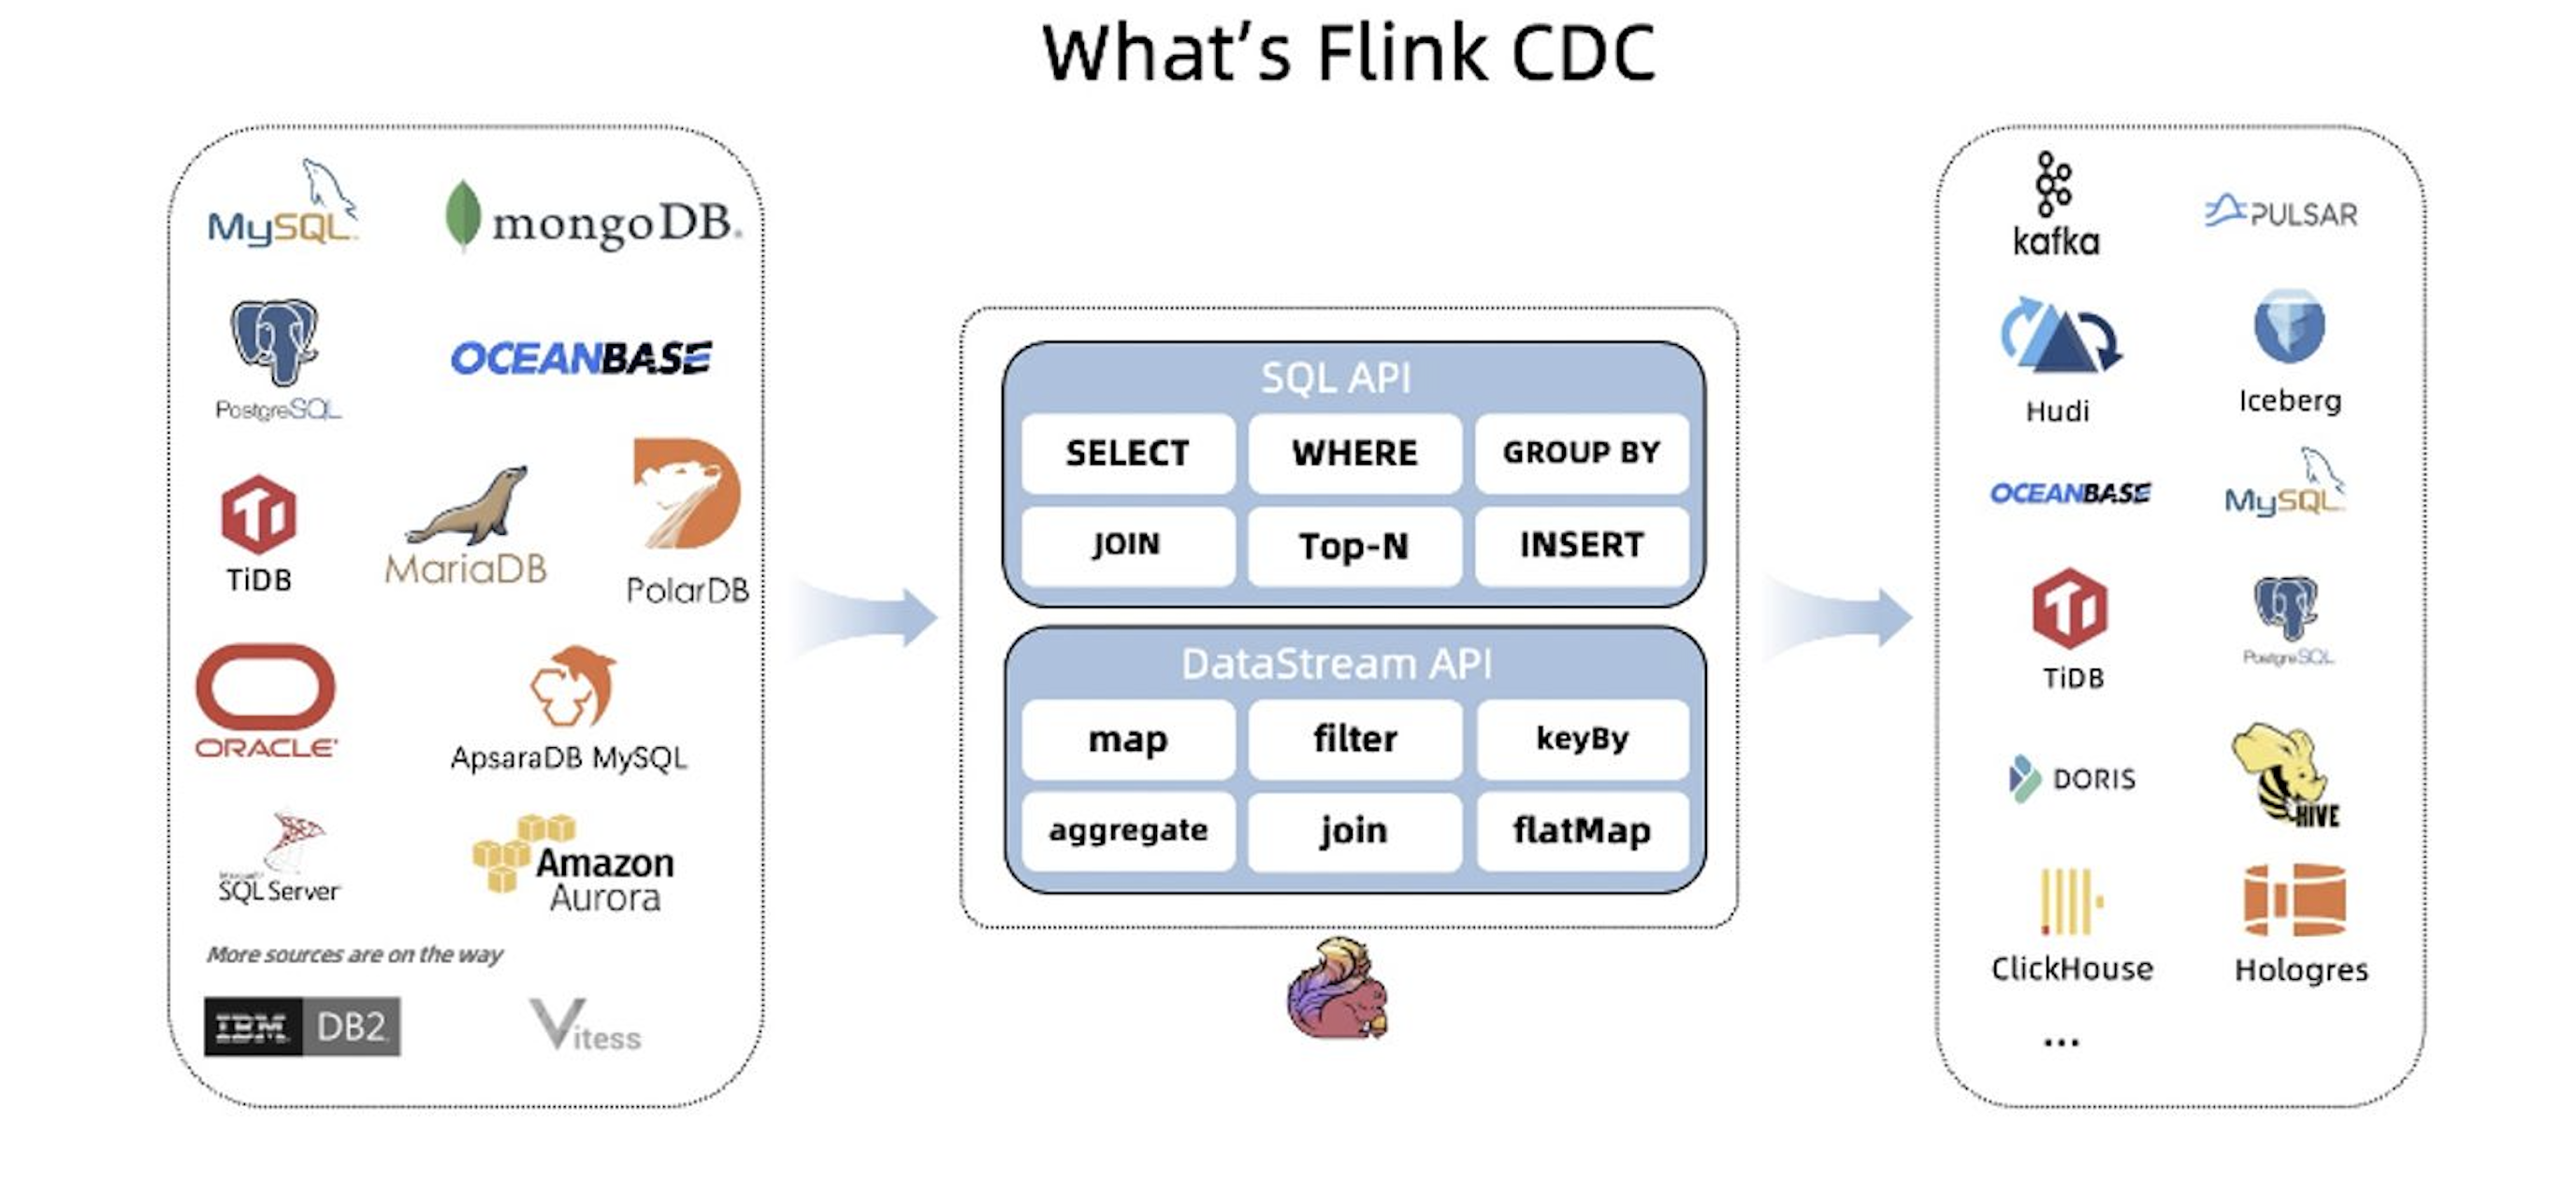 What's Flink CDC
MySQL
mongoDB
PostgreSQL
OCEANBASE
TiDB
MariaDB
PolarDB
ORACLE
ApsaraDB MySQL
SQL Server
Amazon
Aurora
More sources are on the way
IBM DB2
Vitess
SQL API
SELECT WHERE GROUP BY
JOIN Top-N INSERT
DataStream API
map filter keyBy
aggregate join flatMap
kafka
PULSAR
Hudi
Iceberg
OCEANBASE
MySQL
TiDB
PostgreSQL
DORIS
HIVE
ClickHouse
Hologres
...